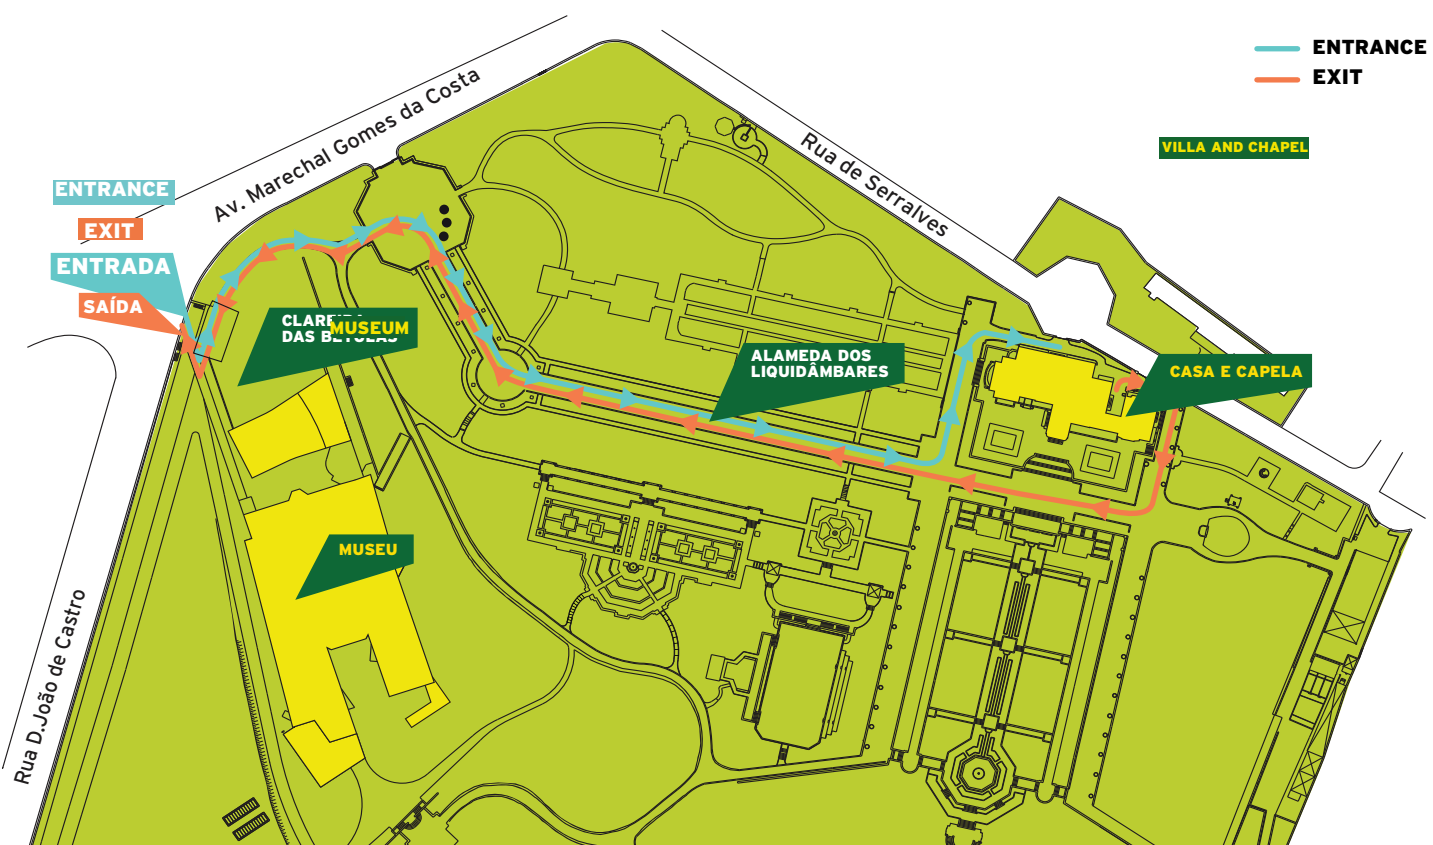 ENTRANCE
EXIT
VILLA AND CHAPEL
Av. Marechal Gomes da Costa
Rua de Serralves
ENTRANCE
EXIT
ENTRADA
SAÍDA
MUSEUM
DAS
ALAMEDA DOS
LIQUIDÂMBARES
CASA E CAPELA
MUSEU
Rua D.João de Castro